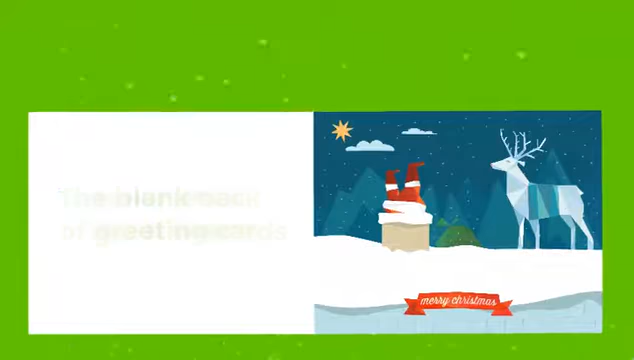 The blank back
of greeting cards
merry christmas